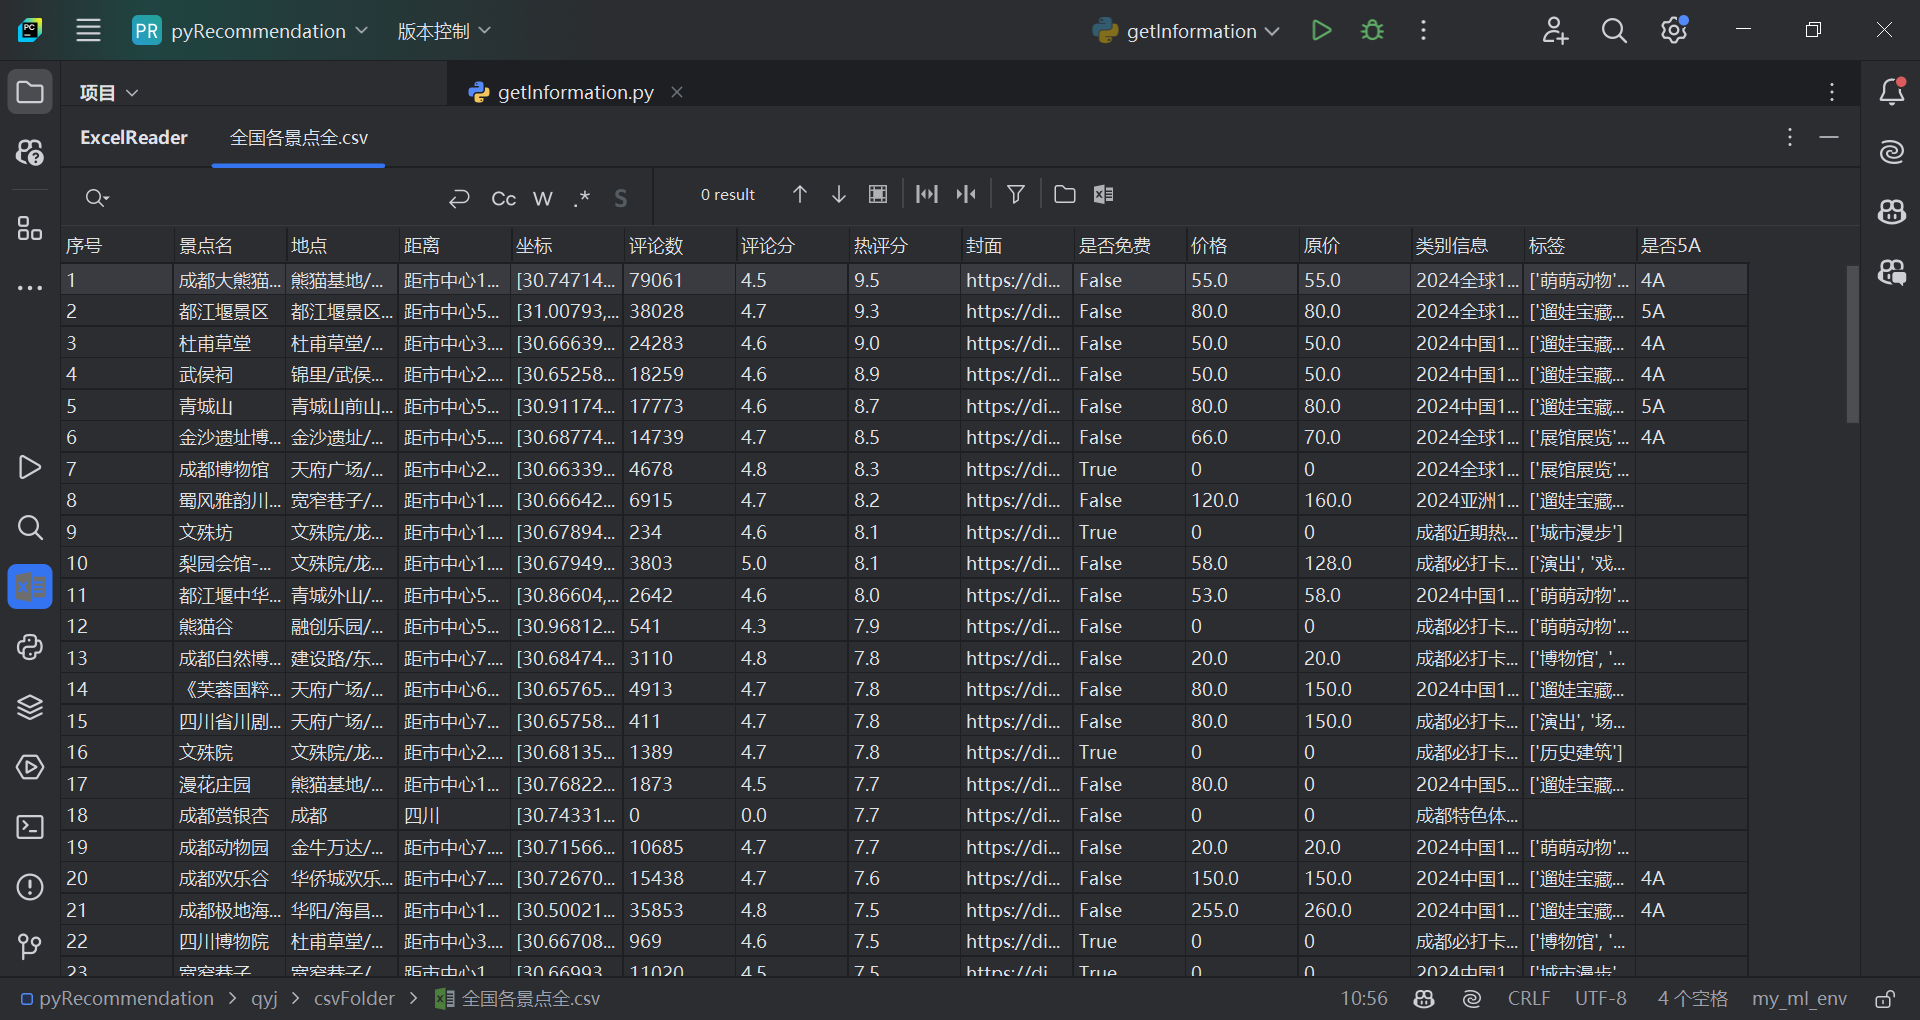 PR pyRecommendation 版本控制 getInformation
项目 getInformation.py
ExcelReader 全国各景点全.csv
Cc W .* S 0 result
序号 景点名 地点 距离 坐标 评论数 评论分 热评分 封面 是否免费 价格 原价 类别信息 标签 是否5A
1 成都大熊猫... 熊猫基地/... 距市中心1... [30.74714... 79061 4.5 9.5 https://di... False 55.0 55.0 2024全球1... ['萌萌动物'... 4A
2 都江堰景区 都江堰景区... 距市中心5... [31.00793,... 38028 4.7 9.3 https://di... False 80.0 80.0 2024全球1... ['遛娃宝藏... 5A
3 杜甫草堂 杜甫草堂/... 距市中心3.... [30.66639... 24283 4.6 9.0 https://di... False 50.0 50.0 2024中国1... ['遛娃宝藏... 4A
4 武侯祠 锦里/武侯... 距市中心2.... [30.65258... 18259 4.6 8.9 https://di... False 50.0 50.0 2024中国1... ['遛娃宝藏... 4A
5 青城山 青城山前山... 距市中心5... [30.91174... 17773 4.6 8.7 https://di... False 80.0 80.0 2024中国1... ['遛娃宝藏... 5A
6 金沙遗址博... 金沙遗址/... 距市中心5.... [30.68774... 14739 4.7 8.5 https://di... False 66.0 70.0 2024全球1... ['展馆展览'... 4A
7 成都博物馆 天府广场/... 距市中心2... [30.66339... 4678 4.8 8.3 https://di... True 0 0 2024全球1... ['展馆展览'...
8 蜀风雅韵川... 宽窄巷子/... 距市中心1.... [30.66642... 6915 4.7 8.2 https://di... False 120.0 160.0 2024亚洲1... ['遛娃宝藏...
9 文殊坊 文殊院/龙... 距市中心1.... [30.67894... 234 4.6 8.1 https://di... True 0 0 成都近期热... ['城市漫步']
10 梨园会馆-... 文殊院/龙... 距市中心1.... [30.67949... 3803 5.0 8.1 https://di... False 58.0 128.0 成都必打卡... ['演出', '戏...
11 都江堰中华... 青城外山/... 距市中心5... [30.86604,... 2642 4.6 8.0 https://di... False 53.0 58.0 2024中国1... ['萌萌动物'...
12 熊猫谷 融创乐园/... 距市中心5... [30.96812... 541 4.3 7.9 https://di... False 0 0 成都必打卡... ['萌萌动物'...
13 成都自然博... 建设路/东... 距市中心7.... [30.68474... 3110 4.8 7.8 https://di... False 20.0 20.0 成都必打卡... ['博物馆', '...
14 《芙蓉国粹... 天府广场/... 距市中心6... [30.65765... 4913 4.7 7.8 https://di... False 80.0 150.0 2024中国1... ['遛娃宝藏...
15 四川省川剧... 天府广场/... 距市中心7... [30.65758... 411 4.7 7.8 https://di... False 80.0 150.0 成都必打卡... ['演出', '场...
16 文殊院 文殊院/龙... 距市中心2.... [30.68135... 1389 4.7 7.8 https://di... True 0 0 成都必打卡... ['历史建筑']
17 漫花庄园 熊猫基地/... 距市中心1... [30.76822... 1873 4.5 7.7 https://di... False 80.0 0 2024中国5... ['遛娃宝藏...
18 成都赏银杏 成都 四川 [30.74331... 0 0.0 7.7 https://di... False 0 0 成都特色体...
19 成都动物园 金牛万达/... 距市中心7.... [30.71566... 10685 4.7 7.7 https://di... False 20.0 20.0 2024中国1... ['萌萌动物'...
20 成都欢乐谷 华侨城欢乐... 距市中心7.... [30.72670... 15438 4.7 7.6 https://di... False 150.0 150.0 2024中国1... ['遛娃宝藏... 4A
21 成都极地海... 华阳/海昌... 距市中心1... [30.50021... 35853 4.8 7.5 https://di... False 255.0 260.0 2024中国1... ['遛娃宝藏... 4A
22 四川博物院 杜甫草堂/... 距市中心3.... [30.66708... 969 4.6 7.5 https://di... True 0 0 成都必打卡... ['博物馆', '...
23 宽窄巷子 宽窄巷子/... 距市中心1... [30.66993... 11020 4.5 7.5 https://di... True 0 0 2024中国1... ['城市漫步'...
pyRecommendation > qyj > csvFolder > 全国各景点全.csv 10:56 CRLF UTF-8 4 个空格 my_ml_env